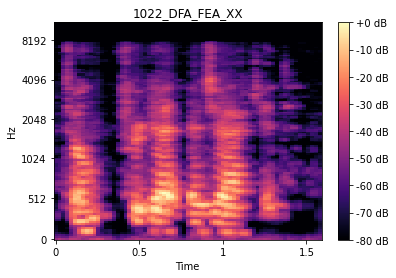 1022_DFA_FEA_XX
Hz
8192
4096
2048
1024
512
0
0
0.5
1
1.5
Time
+0 dB
-10 dB
-20 dB
-30 dB
-40 dB
-50 dB
-60 dB
-70 dB
-80 dB